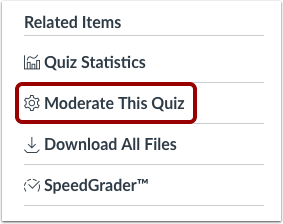 Related Items
Quiz Statistics
Moderate This Quiz
Download All Files
SpeedGrader™